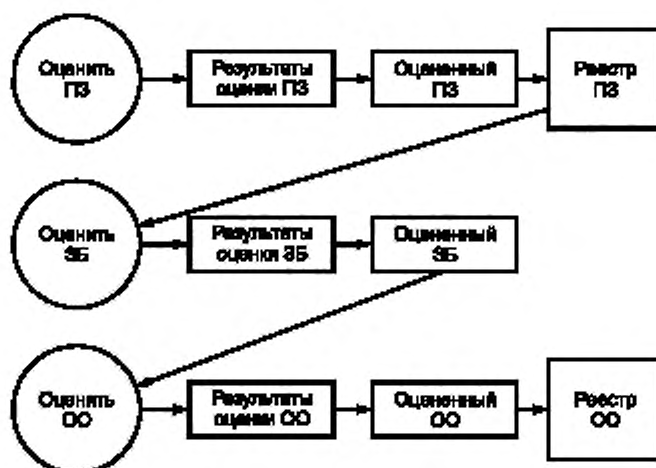 Оценить
ПЗ
Результаты
оценки ПЗ
Оцененный
ПЗ
Реестр
ПЗ
Оценить
ЗБ
Результаты
оценки ЗБ
Оцененный
ЗБ
Оценить
ОО
Результаты
оценки ОО
Оцененный
ОО
Реестр
ОО